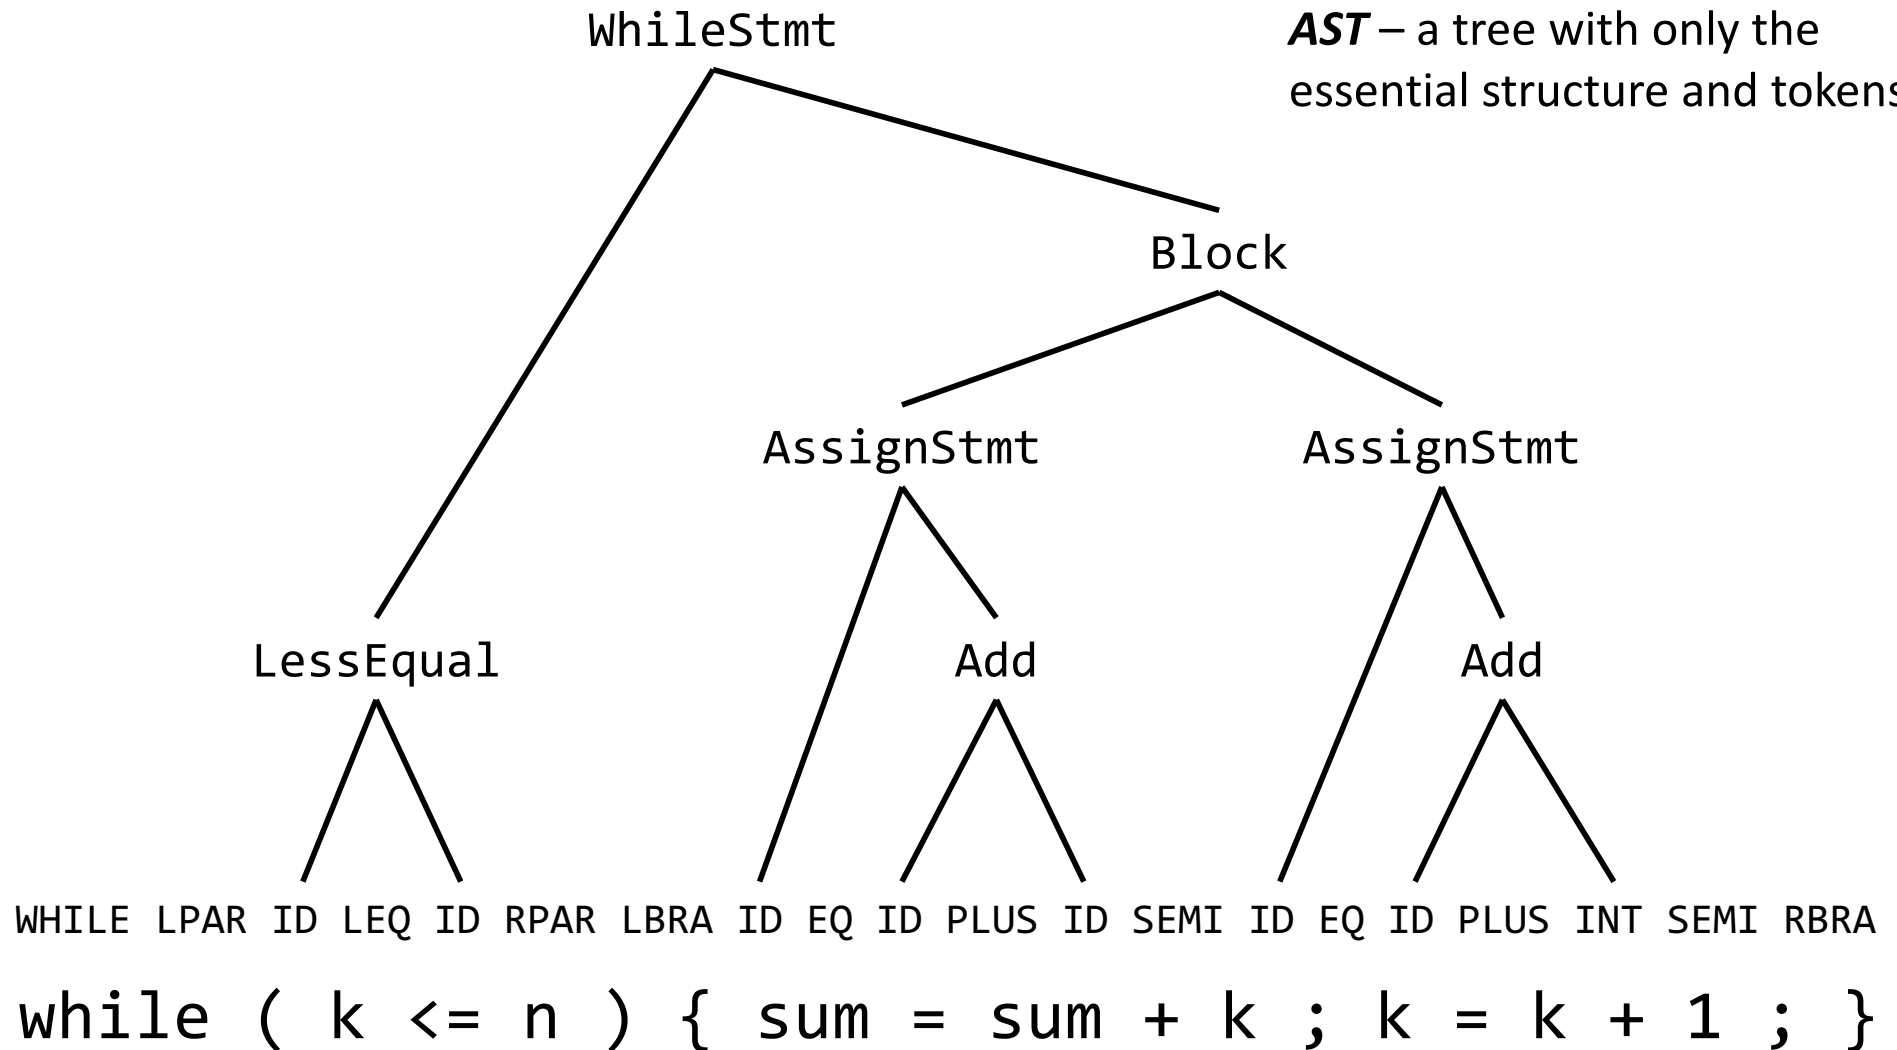 WhileStmt
AST – a tree with only the
essential structure and tokens
Block
AssignStmt AssignStmt
LessEqual Add Add
WHILE LPAR ID LEQ ID RPAR LBRA ID EQ ID PLUS ID SEMI ID EQ ID PLUS INT SEMI RBRA
while ( k <= n ) { sum = sum + k ; k = k + 1 ; }